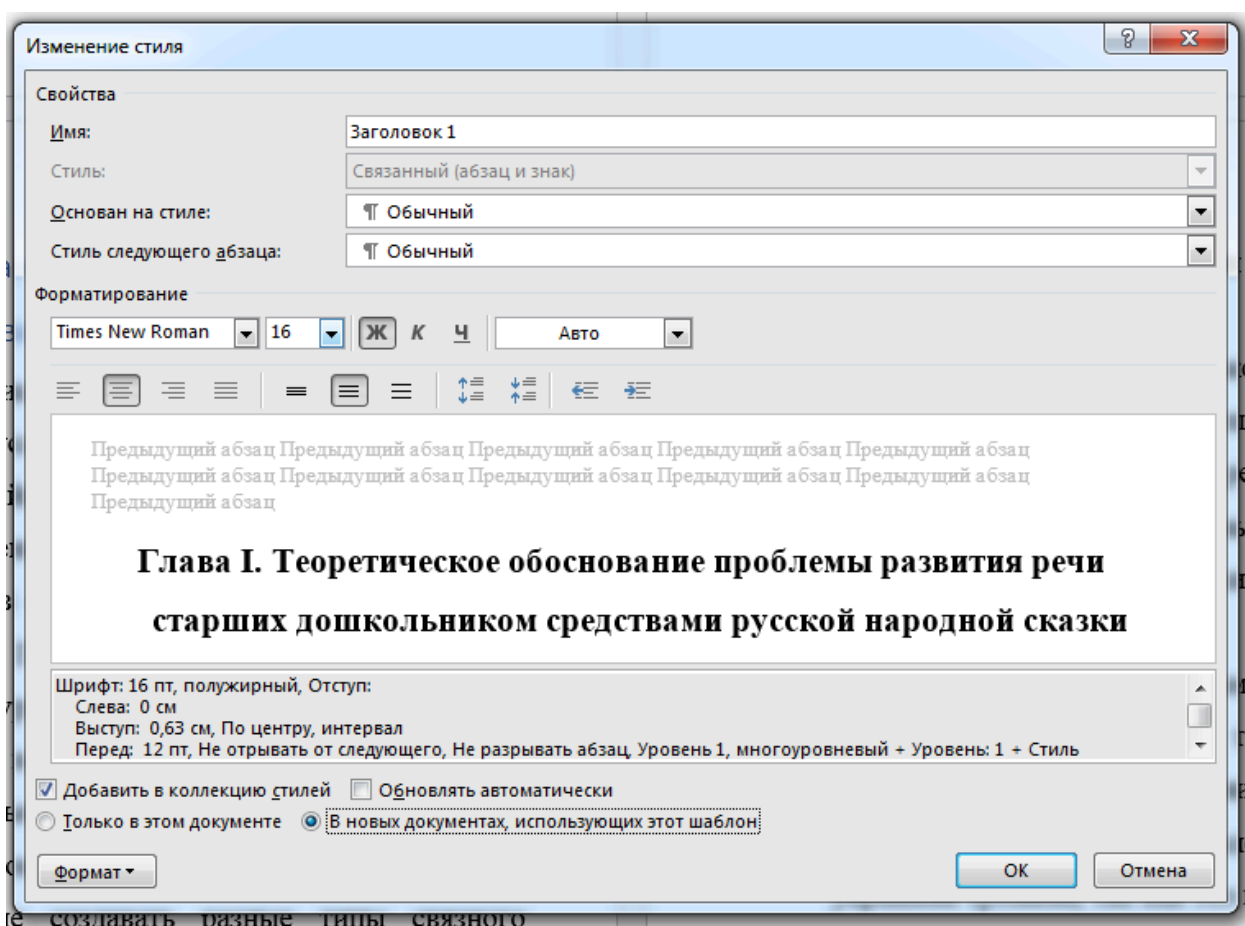 Изменение стиля
Свойства
Имя: Заголовок 1
Стиль: Связанный (абзац и знак)
Основан на стиле: ¶ Обычный
Стиль следующего абзаца: ¶ Обычный
Форматирование
Times New Roman 16 Ж К Ч Авто
Предыдущий абзац Предыдущий абзац Предыдущий абзац Предыдущий абзац Предыдущий абзац
Предыдущий абзац Предыдущий абзац Предыдущий абзац Предыдущий абзац Предыдущий абзац
Предыдущий абзац
Глава I. Теоретическое обоснование проблемы развития речи
старших дошкольником средствами русской народной сказки
Шрифт: 16 пт, полужирный, Отступ:
Слева: 0 см
Выступ: 0,63 см, По центру, интервал
Перед: 12 пт, Не отрывать от следующего, Не разрывать абзац, Уровень 1, многоуровневый + Уровень: 1 + Стиль
Добавить в коллекцию стилей Обновлять автоматически
Только в этом документе В новых документах, использующих этот шаблон
Формат ОК Отмена
создавать разные типы связного